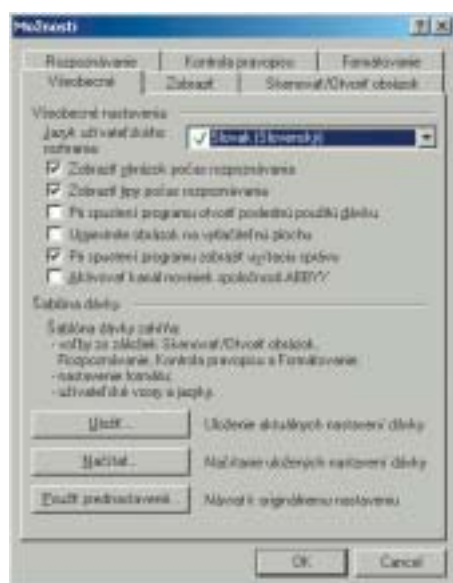 Možnosti
Rozpoznávanie Kontrola pravopisu Formátovanie
Všeobecné Zobraziť Skenovať/Otvoriť obrázok
Všeobecné nastavenia
Jazyk užívateľského Slovak (Slovenský)
rozhrania
Zobraziť obrázok počas rozpoznávania
Zobraziť tipy počas rozpoznávania
Pri spustení programu otvoriť poslednú použitú dávku
obrázok na vytlačiteľnú plochu
Pri spustení programu zobraziť uvítaciu správu
Aktivovať kanál noviniek spoločnosti ABBYY
Šablóna dávky
Šablóna dávky zahŕňa:
- voľby zo záložiek Skenovať/Otvoriť obrázok,
Rozpoznávanie, Kontrola pravopisu a Formátovanie;
- nastavenie formátu;
- užívateľské vzory a jazyky.
Uložiť... Uloženie aktuálnych nastavení dávky
Načítať... Načítanie uložených nastavení dávky
Použiť prednastavené... Návrat k originálnemu nastaveniu
OK Cancel